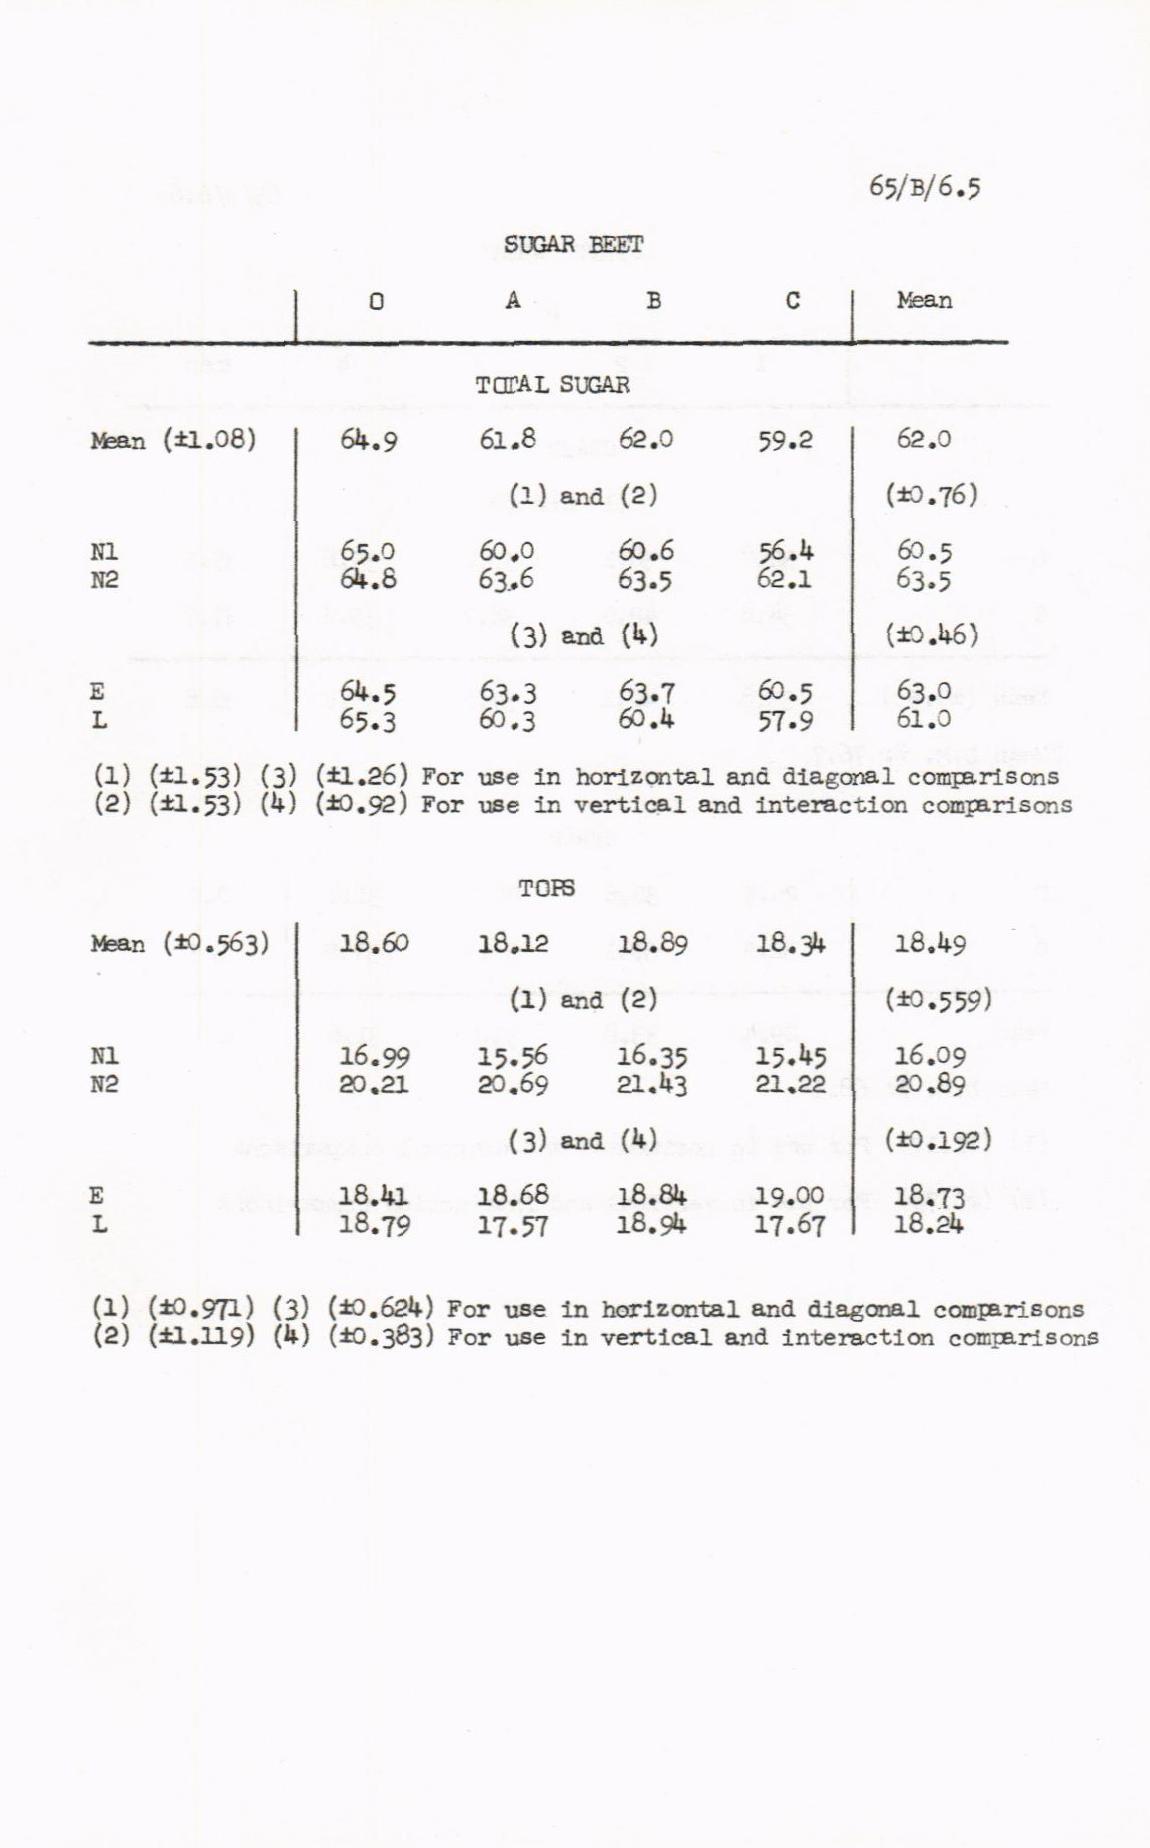 65/B/6.5
SUGAR BEET
O A B C Mean
TOTAL SUGAR
Mean (±1.08) 64.9 61.8 62.0 59.2 62.0
(1) and (2) (±0.76)
N1 65.0 60.0 60.6 56.4 60.5
N2 64.8 63.6 63.5 62.1 63.5
(3) and (4) (±0.46)
E 64.5 63.3 63.7 60.5 63.0
L 65.3 60.3 60.4 57.9 61.0
(1) (±1.53) (3) (±1.26) For use in horizontal and diagonal comparisons
(2) (±1.53) (4) (±0.92) For use in vertical and interaction comparisons
TOPS
Mean (±0.563) 18.60 18.12 18.89 18.34 18.49
(1) and (2) (±0.559)
N1 16.99 15.56 16.35 15.45 16.09
N2 20.21 20.69 21.43 21.22 20.89
(3) and (4) (±0.192)
E 18.41 18.68 18.84 19.00 18.73
L 18.79 17.57 18.94 17.67 18.24
(1) (±0.971) (3) (±0.624) For use in horizontal and diagonal comparisons
(2) (±1.119) (4) (±0.383) For use in vertical and interaction comparisons